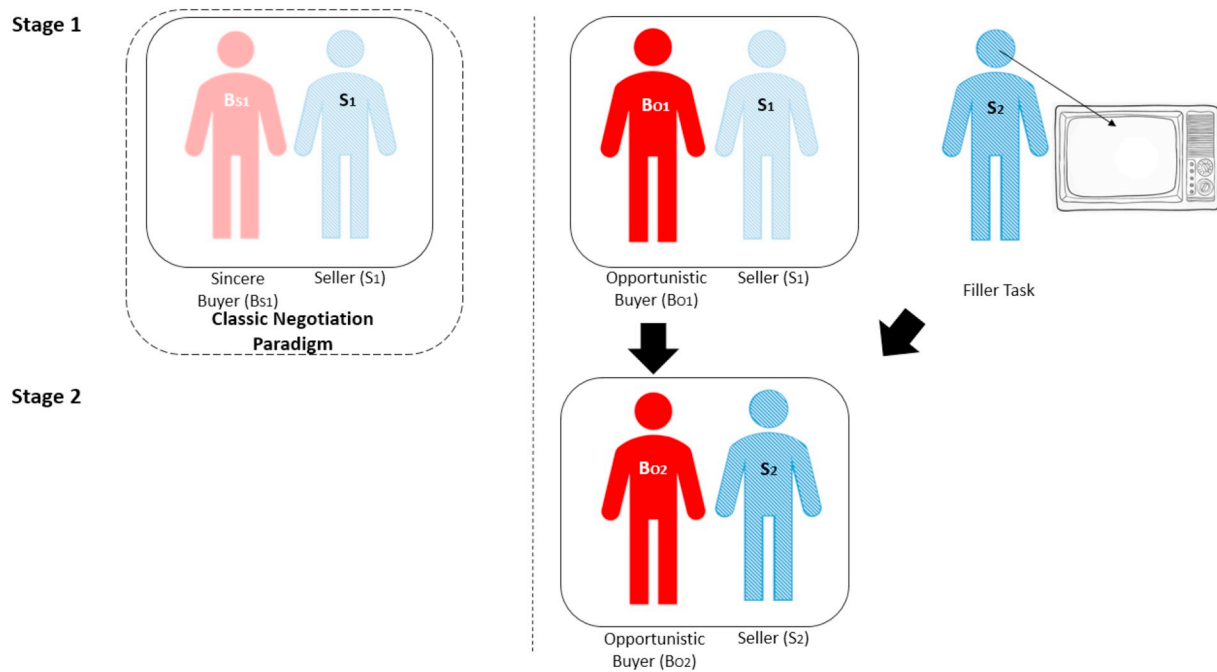 Stage 1
BS1
S1
Sincere
Buyer (BS1)
Seller (S1)
Classic Negotiation
Paradigm
BO1
S1
Opportunistic
Buyer (BO1)
Seller (S1)
S2
Filler Task
Stage 2
BO2
S2
Opportunistic
Buyer (BO2)
Seller (S2)